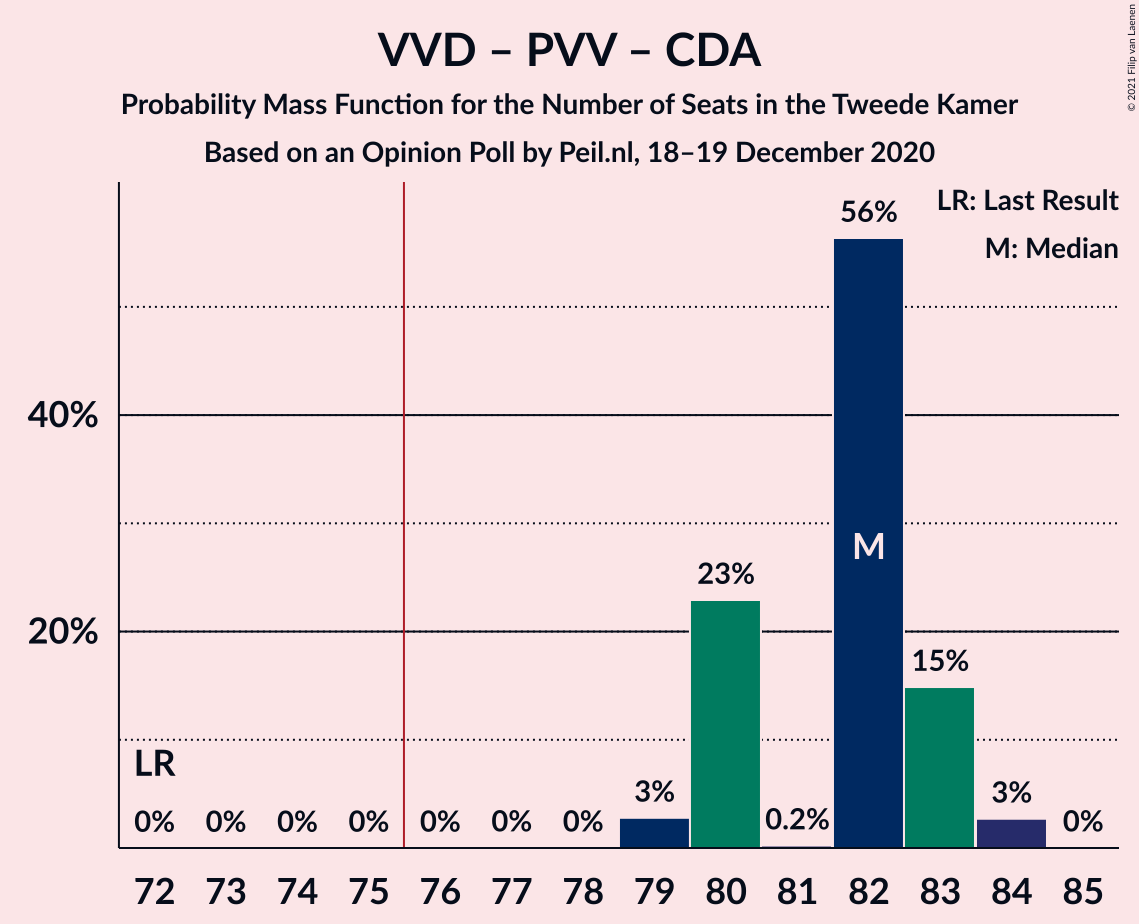 VVD – PVV – CDA
Probability Mass Function for the Number of Seats in the Tweede Kamer
Based on an Opinion Poll by Peil.nl, 18–19 December 2020
© 2021 Filip van Laenen
LR: Last Result
M: Median
56%
40%
M
23%
20%
15%
LR
0% 0% 0% 0% 0% 0% 0% 3% 0.2% 3% 0%
72 73 74 75 76 77 78 79 80 81 82 83 84 85